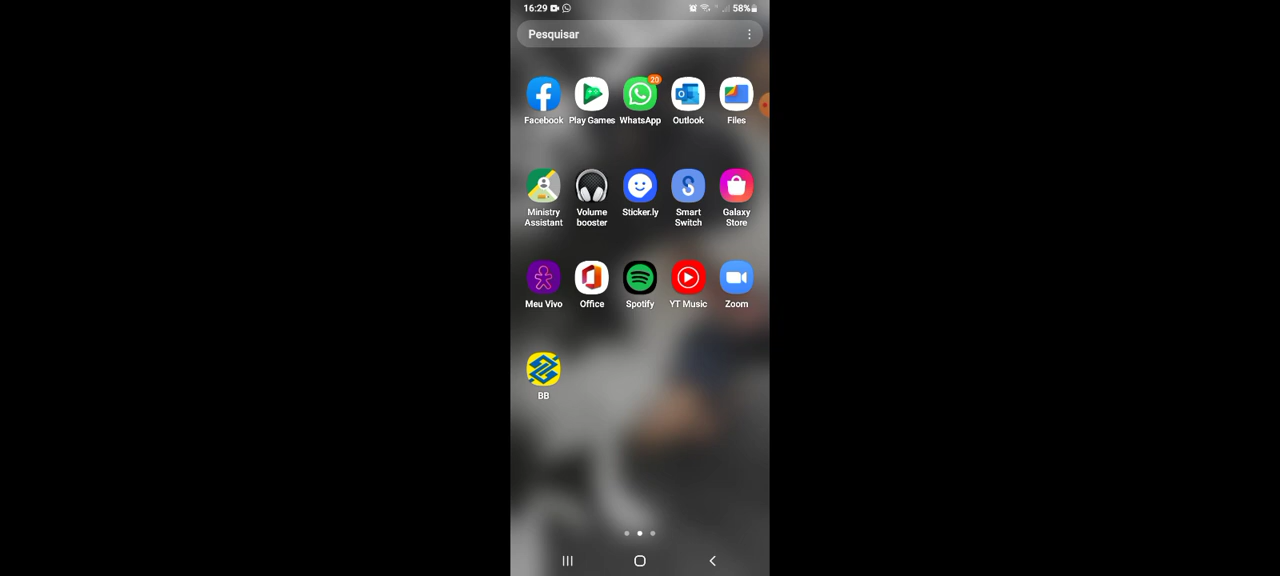 16:29
58%
Pesquisar
20
Facebook
Play Games
WhatsApp
Outlook
Files
Ministry
Assistant
Volume
booster
Sticker.ly
Smart
Switch
Galaxy
Store
Meu Vivo
Office
Spotify
YT Music
Zoom
BB